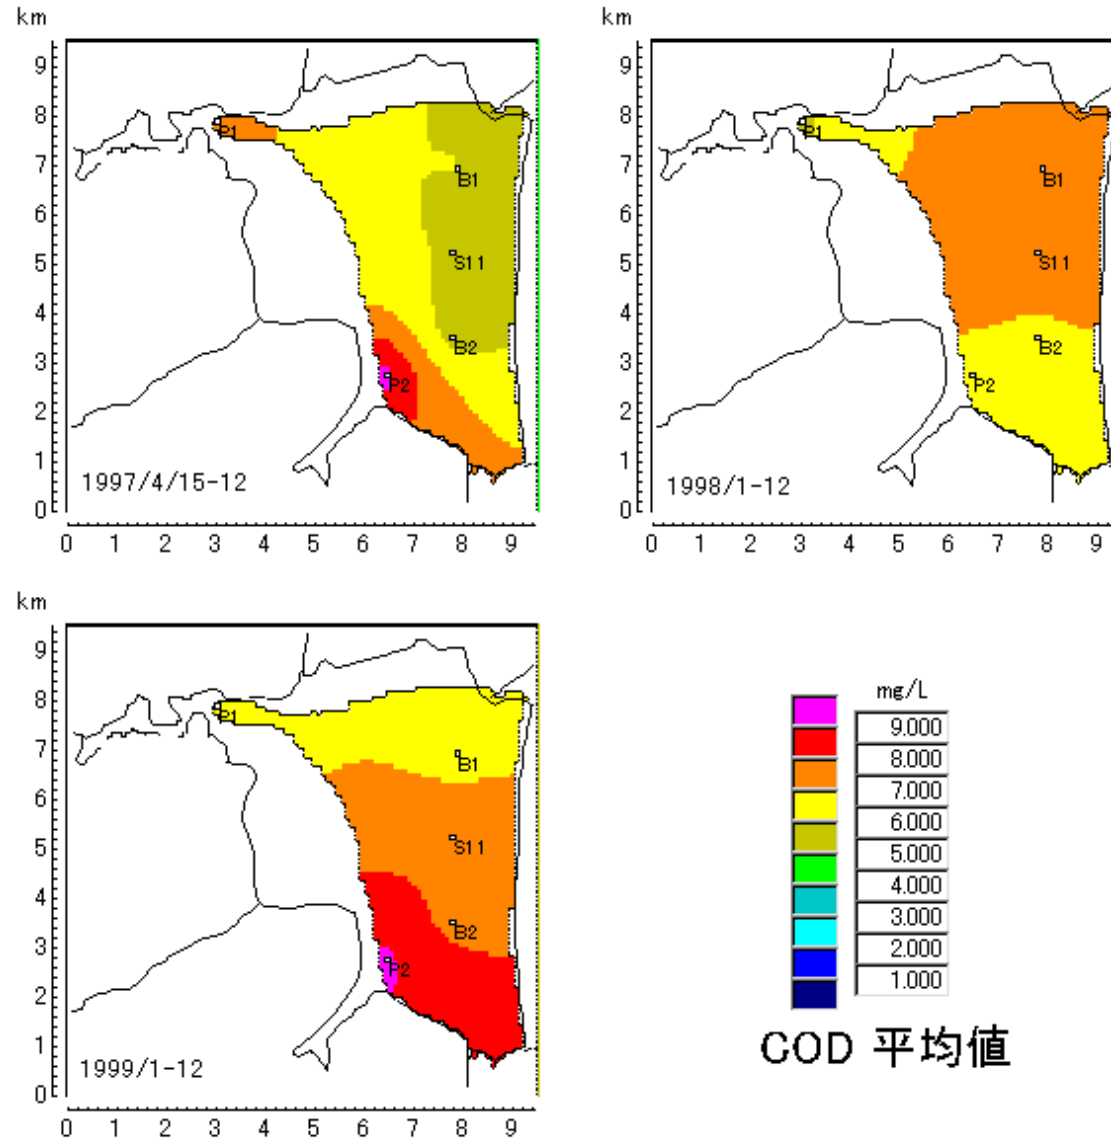 km
9
8
7
6
5
4
3
2
1
0
P1
B1
S11
B2
P2
1997/4/15-12
0 1 2 3 4 5 6 7 8 9
km
9
8
7
6
5
4
3
2
1
0
P1
B1
S11
B2
P2
1998/1-12
0 1 2 3 4 5 6 7 8 9
km
9
8
7
6
5
4
3
2
1
0
P1
B1
S11
B2
P2
1999/1-12
0 1 2 3 4 5 6 7 8 9
mg/L
9.000
8.000
7.000
6.000
5.000
4.000
3.000
2.000
1.000
COD 平均値